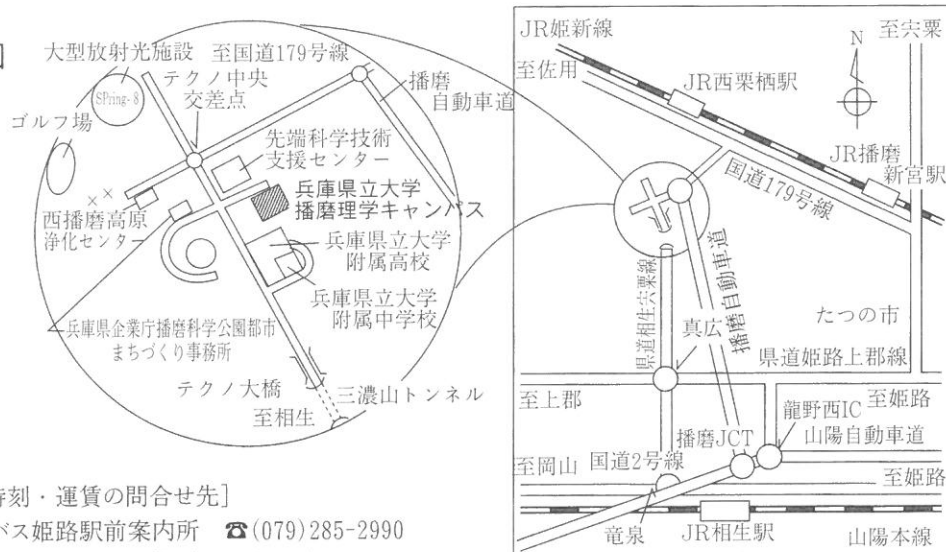 大型放射光施設
至国道179号線
SPring-8
テクノ中央
交差点
播磨
自動車道
ゴルフ場
先端科学技術
支援センター
兵庫県立大学
播磨理学キャンパス
西播磨高原
浄化センター
兵庫県立大学
附属高校
兵庫県立大学
附属中学校
兵庫県企業庁播磨科学公園都市
まちづくり事務所
テクノ大橋
三濃山トンネル
至相生
時刻・運賃の問合せ先]
バス姫路駅前案内所 ☎(079)285-2990
JR姫新線
至宍粟
至佐用
JR西栗栖駅
N
JR播磨
新宮駅
国道179号線
県道相生宍粟線
播磨自動車道
真広
たつの市
県道姫路上郡線
至上郡
至姫路
龍野西IC
播磨JCT
山陽自動車道
至岡山
国道2号線
至姫路
竜泉
JR相生駅
山陽本線